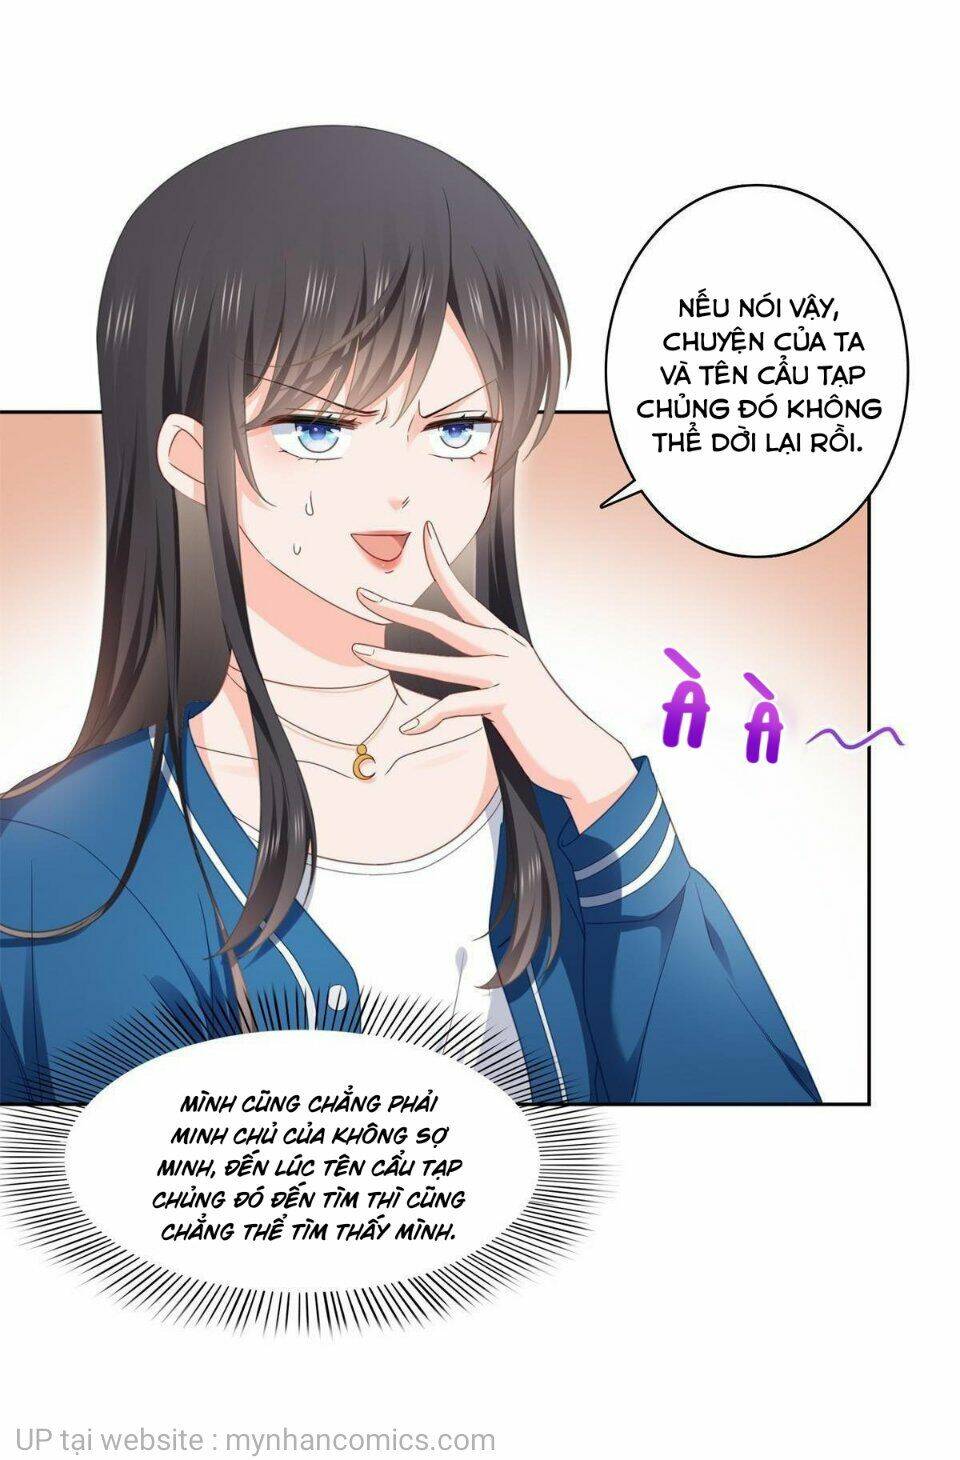 NẾU NÓI VẬY,
CHUYỆN CỦA TA
VÀ TÊN CẨU TẠP
CHỦNG ĐÓ KHÔNG
THỂ DỜI LẠI RỒI.
À À~
MÌNH CŨNG CHẲNG PHẢI
MINH CHỦ CỦA KHÔNG SỢ
MINH, ĐẾN LÚC TÊN CẨU TẠP
CHỦNG ĐÓ ĐẾN TÌM THÌ CŨNG
CHẲNG THỂ TÌM THẤY MÌNH.
UP tại website : mynhancomics.com